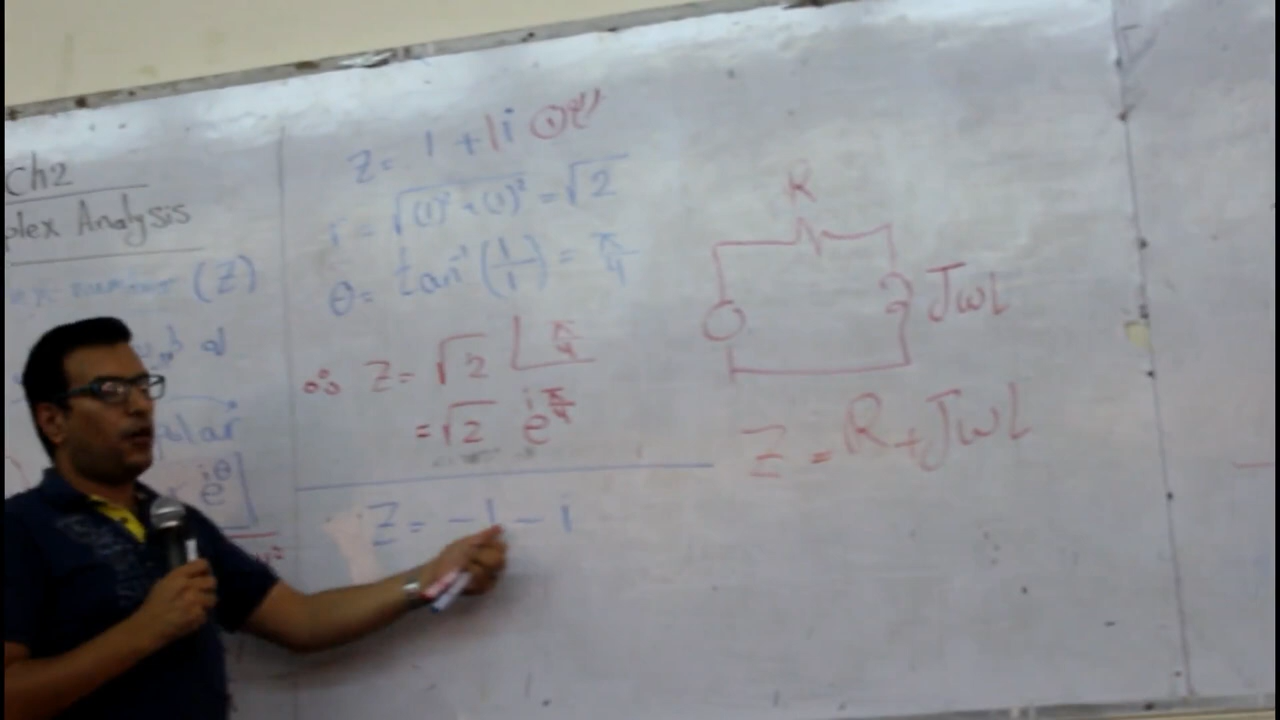 Ch2
plex Analysis
(Z)
polar
e^{iθ}
Z = 1 + 1i ①
r = √((1)² + (1)²) = √2
θ = tan⁻¹(1/1) = π/4
∴ Z = √2 ∠ π/4
= √2 e^{iπ/4}
Z = -1 - i
R
JωL
Z = R + JωL